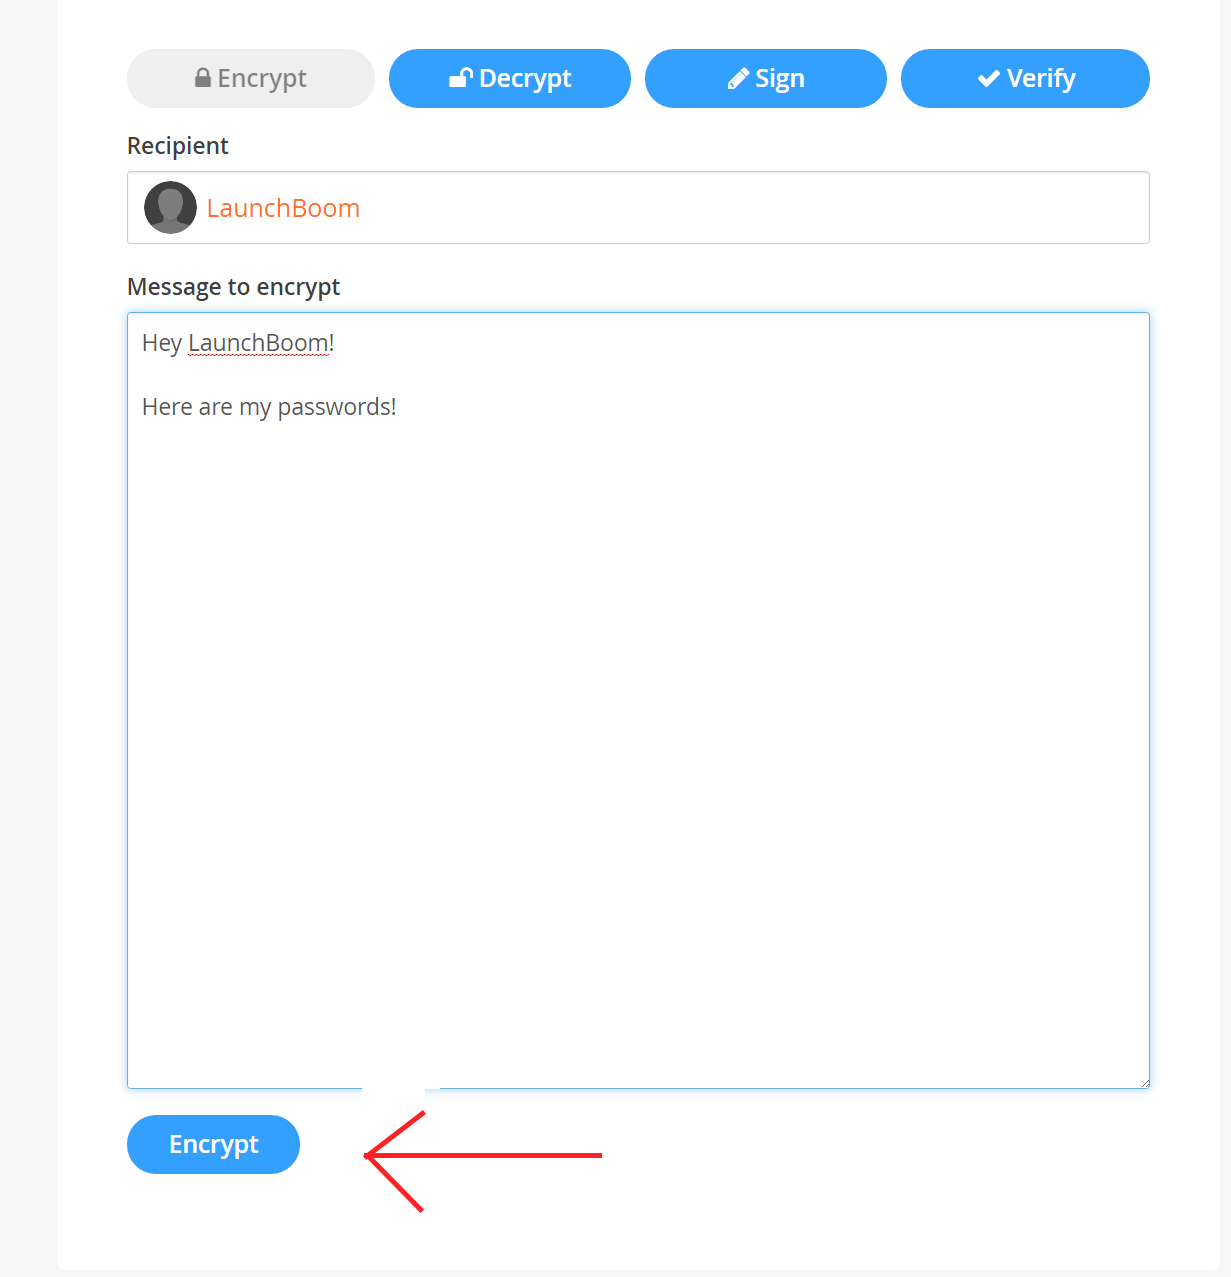 Encrypt Decrypt Sign Verify
Recipient
LaunchBoom
Message to encrypt
Hey LaunchBoom!
Here are my passwords!
Encrypt